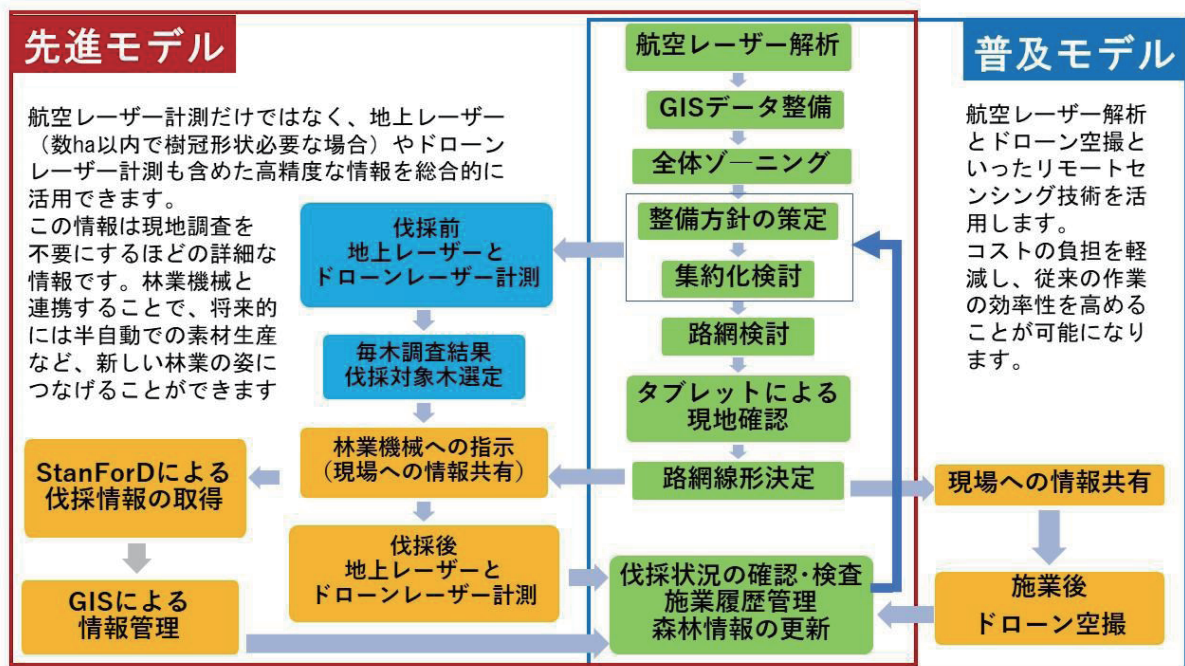 先進モデル
航空レーザー計測だけではなく、地上レーザー
（数ha以内で樹冠形状必要な場合）やドローン
レーザー計測も含めた高精度な情報を総合的に
活用できます。
この情報は現地調査を
不要にするほどの詳細な
情報です。林業機械と
連携することで、将来的
には半自動での素材生産
など、新しい林業の姿に
つなげることができます
伐採前
地上レーザーと
ドローンレーザー計測
毎木調査結果
伐採対象木選定
林業機械への指示
（現場への情報共有）
StanForDによる
伐採情報の取得
伐採後
地上レーザーと
ドローンレーザー計測
GISによる
情報管理
航空レーザー解析
GISデータ整備
全体ゾーニング
整備方針の策定
集約化検討
路網検討
タブレットによる
現地確認
路網線形決定
伐採状況の確認・検査
施業履歴管理
森林情報の更新
普及モデル
航空レーザー解析
とドローン空撮と
いったリモートセ
ンシング技術を活
用します。
コストの負担を軽
減し、従来の作業
の効率性を高める
ことが可能になり
ます。
現場への情報共有
施業後
ドローン空撮